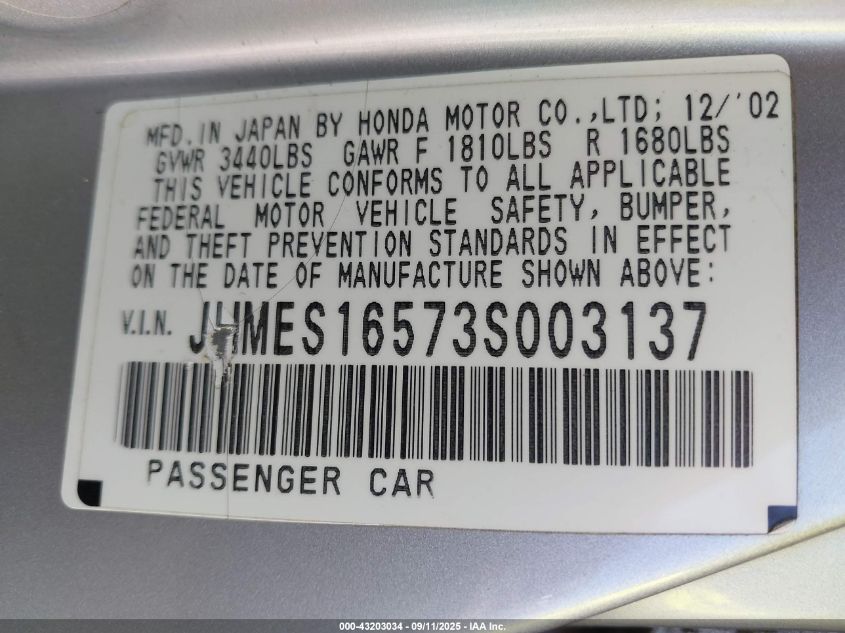 MFD. IN JAPAN BY HONDA MOTOR CO.,LTD; 12/'02
GVWR 3440LBS GAWR F 1810LBS R 1680LBS
THIS VEHICLE CONFORMS TO ALL APPLICABLE
FEDERAL MOTOR VEHICLE SAFETY, BUMPER,
AND THEFT PREVENTION STANDARDS IN EFFECT
ON THE DATE OF MANUFACTURE SHOWN ABOVE:
V.I.N. JHMES16573S003137
PASSENGER CAR
000-43203034 - 09/11/2025 - IAA Inc.